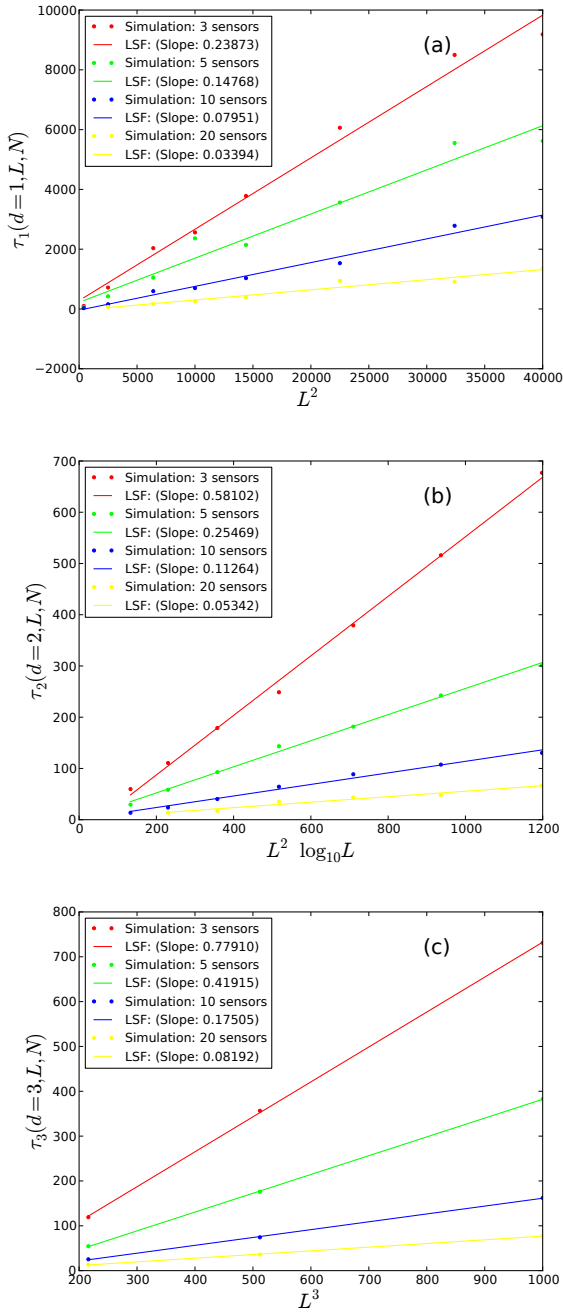 10000
8000
6000
4000
2000
0
−2000
τ₁(d=1,L,N)
Simulation: 3 sensors
LSF: (Slope: 0.23873)
Simulation: 5 sensors
LSF: (Slope: 0.14768)
Simulation: 10 sensors
LSF: (Slope: 0.07951)
Simulation: 20 sensors
LSF: (Slope: 0.03394)
(a)
0 5000 10000 15000 20000 25000 30000 35000 40000
L²
700
600
500
400
300
200
100
0
τ₂(d=2,L,N)
Simulation: 3 sensors
LSF: (Slope: 0.58102)
Simulation: 5 sensors
LSF: (Slope: 0.25469)
Simulation: 10 sensors
LSF: (Slope: 0.11264)
Simulation: 20 sensors
LSF: (Slope: 0.05342)
(b)
0 200 400 600 800 1000 1200
L² log₁₀L
800
700
600
500
400
300
200
100
0
τ₃(d=3,L,N)
Simulation: 3 sensors
LSF: (Slope: 0.77910)
Simulation: 5 sensors
LSF: (Slope: 0.41915)
Simulation: 10 sensors
LSF: (Slope: 0.17505)
Simulation: 20 sensors
LSF: (Slope: 0.08192)
(c)
200 300 400 500 600 700 800 900 1000
L³